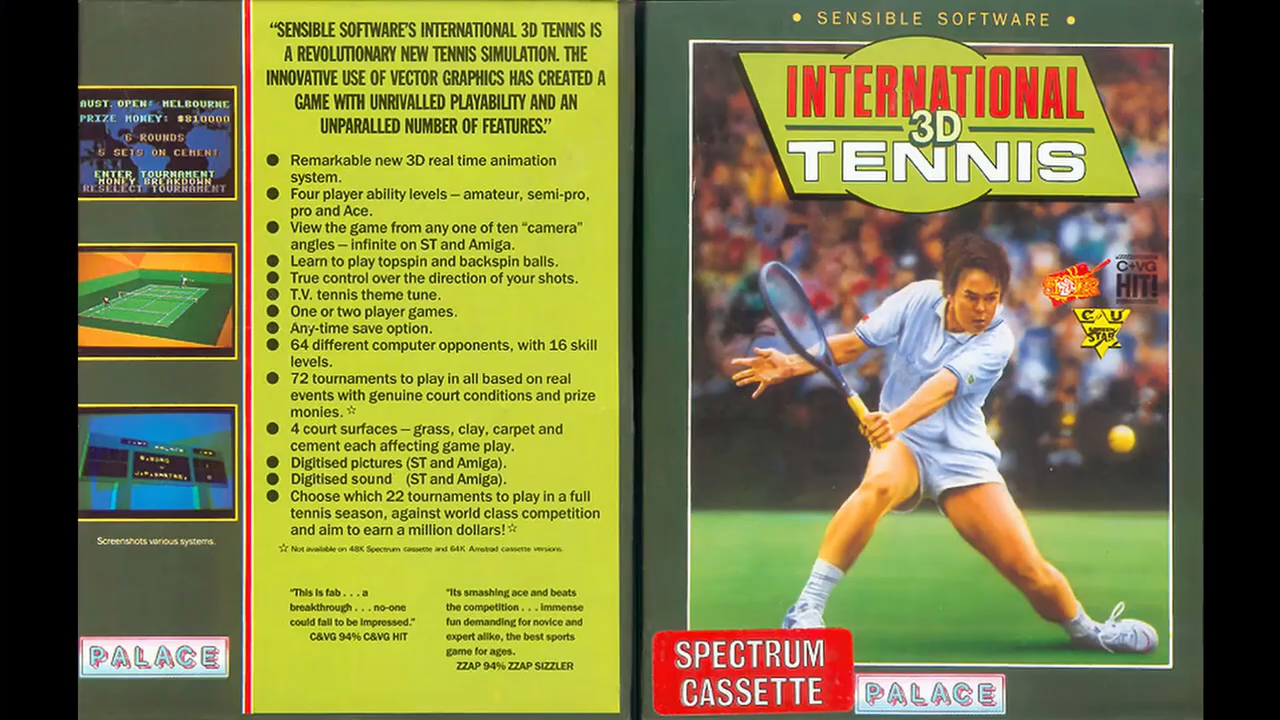 AUST. OPEN: MELBOURNE
PRIZE MONEY: $810000
6 ROUNDS
5 SETS ON CEMENT
ENTER TOURNAMENT
MONEY BREAKDOWN
RESELECT TOURNAMENT
Screenshots various systems.
PALACE
“SENSIBLE SOFTWARE'S INTERNATIONAL 3D TENNIS IS
A REVOLUTIONARY NEW TENNIS SIMULATION. THE
INNOVATIVE USE OF VECTOR GRAPHICS HAS CREATED A
GAME WITH UNRIVALLED PLAYABILITY AND AN
UNPARALLED NUMBER OF FEATURES.”
● Remarkable new 3D real time animation
system.
● Four player ability levels – amateur, semi-pro,
pro and Ace.
● View the game from any one of ten “camera”
angles – infinite on ST and Amiga.
● Learn to play topspin and backspin balls.
● True control over the direction of your shots.
● T.V. tennis theme tune.
● One or two player games.
● Any-time save option.
● 64 different computer opponents, with 16 skill
levels.
● 72 tournaments to play in all based on real
events with genuine court conditions and prize
monies. ☆
● 4 court surfaces – grass, clay, carpet and
cement each affecting game play.
● Digitised pictures (ST and Amiga).
● Digitised sound (ST and Amiga).
● Choose which 22 tournaments to play in a full
tennis season, against world class competition
and aim to earn a million dollars! ☆
☆ Not available on 48K Spectrum cassette and 64K Amstrad cassette versions.
“This is fab . . . a
breakthrough . . . no-one
could fail to be impressed.”
C&VG 94% C&VG HIT
“Its smashing ace and beats
the competition . . . immense
fun demanding for novice and
expert alike, the best sports
game for ages.
ZZAP 94% ZZAP SIZZLER
• SENSIBLE SOFTWARE •
INTERNATIONAL
3D
TENNIS
C+VG
HIT!
CU
SCREEN
STAR
SPECTRUM
CASSETTE
PALACE